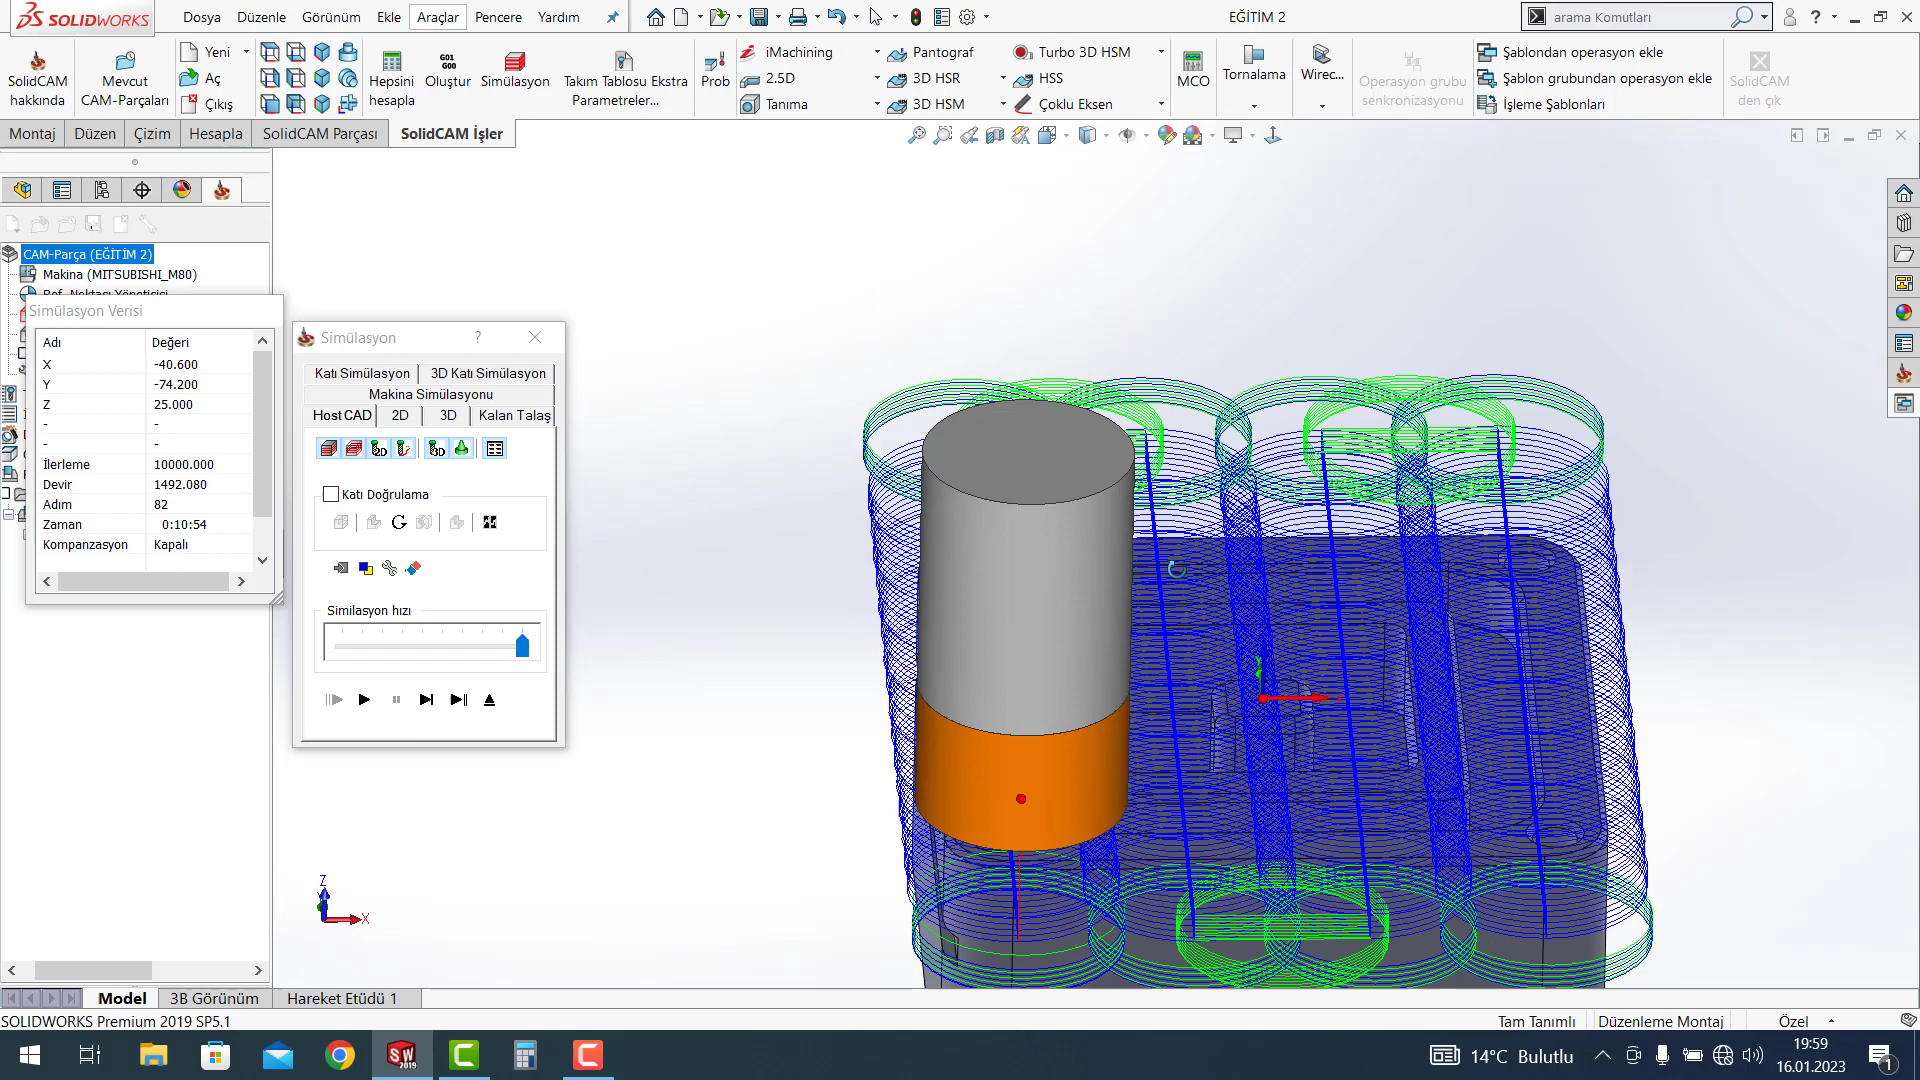 SOLIDWORKS Dosya Düzenle Görünüm Ekle Araçlar Pencere Yardım EĞİTİM 2 arama Komutları ?
SolidCAM hakkında
Mevcut CAM-Parçaları
Yeni
Aç
Çıkış
Hepsini hesapla
G01 G00 Oluştur
Simülasyon
Takım Tablosu Ekstra Parametreler...
Prob
iMachining
2.5D
Tanıma
Pantograf
3D HSR
3D HSM
Turbo 3D HSM
HSS
Çoklu Eksen
MCO
Tornalama
Wirec...
Operasyon grubu senkronizasyonu
Şablondan operasyon ekle
Şablon grubundan operasyon ekle
İşleme Şablonları
SolidCAM den çık
Montaj Düzen Çizim Hesapla SolidCAM Parçası SolidCAM İşler
CAM-Parça (EĞİTİM 2)
Makina (MITSUBISHI_M80)
Simülasyon Verisi
Adı Değeri
X -40.600
Y -74.200
Z 25.000
- -
- -
İlerleme 10000.000
Devir 1492.080
Adım 82
Zaman 0:10:54
Kompanzasyon Kapalı
Simülasyon ?
Katı Simülasyon 3D Katı Simülasyon
Makina Simülasyonu
Host CAD 2D 3D Kalan Talaş
Katı Doğrulama
Similasyon hızı
Z
X
Model 3B Görünüm Hareket Etüdü 1
SOLIDWORKS Premium 2019 SP5.1 Tam Tanımlı Düzenleme Montaj Özel
14°C Bulutlu
19:59
16.01.2023
1